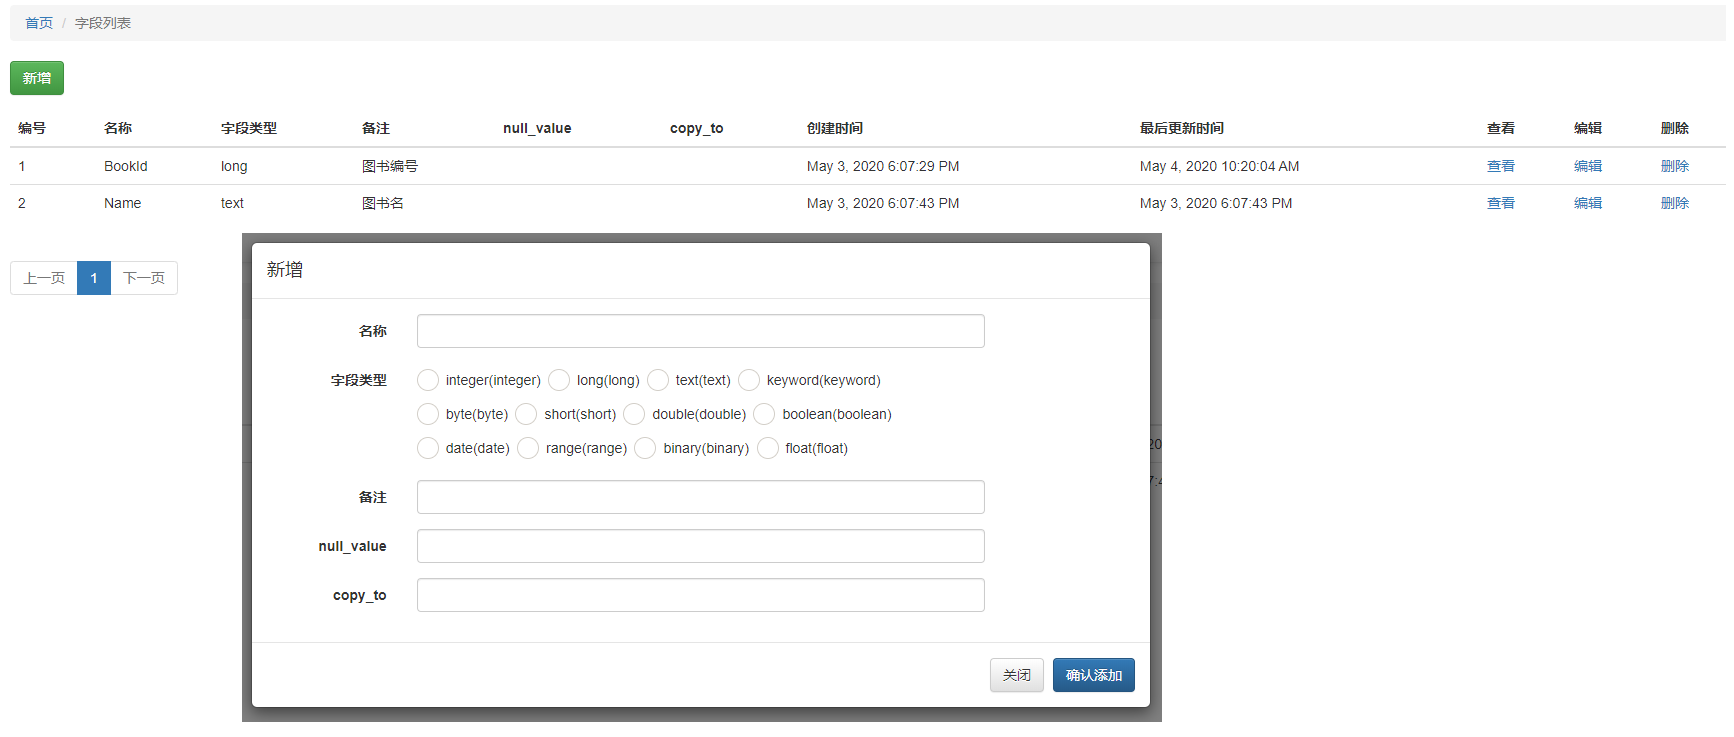 首页 / 字段列表
新增
编号 名称 字段类型 备注 null_value copy_to 创建时间 最后更新时间 查看 编辑 删除
1 BookId long 图书编号 May 3, 2020 6:07:29 PM May 4, 2020 10:20:04 AM 查看 编辑 删除
2 Name text 图书名 May 3, 2020 6:07:43 PM May 3, 2020 6:07:43 PM 查看 编辑 删除
上一页 1 下一页
新增
名称
字段类型 integer(integer) long(long) text(text) keyword(keyword)
byte(byte) short(short) double(double) boolean(boolean)
date(date) range(range) binary(binary) float(float)
20
备注
7:4
null_value
copy_to
关闭 确认添加